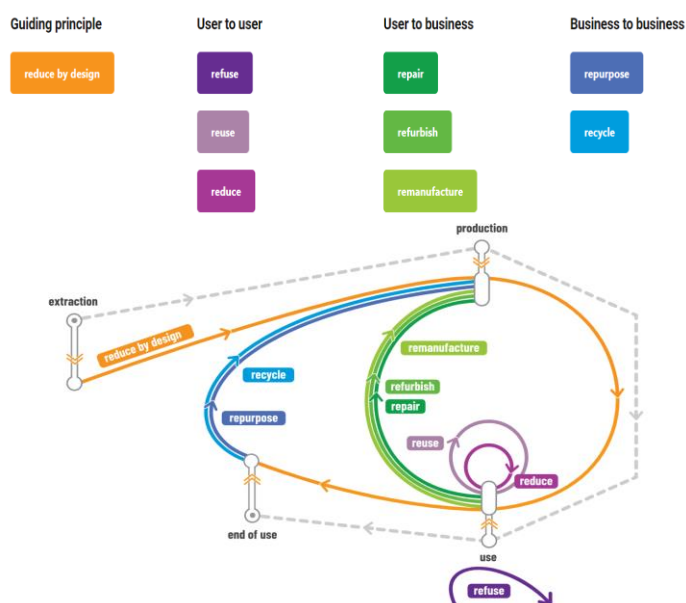 Guiding principle
User to user
User to business
Business to business
reduce by design
refuse
repair
repurpose
reuse
refurbish
recycle
reduce
remanufacture
production
extraction
reduce by design
remanufacture
recycle
refurbish
repair
repurpose
reuse
reduce
end of use
use
refuse